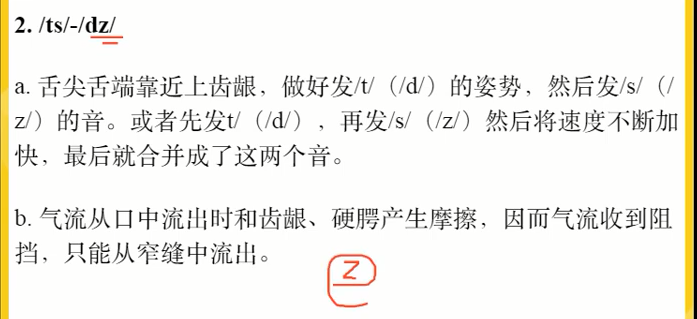 2. /ts/-/dz/
a. 舌尖舌端靠近上齿龈，做好发/t/（/d/）的姿势，然后发/s/（/
z/）的音。或者先发t/（/d/），再发/s/（/z/）然后将速度不断加
快，最后就合并成了这两个音。
b. 气流从口中流出时和齿龈、硬腭产生摩擦，因而气流收到阻
挡，只能从窄缝中流出。
z